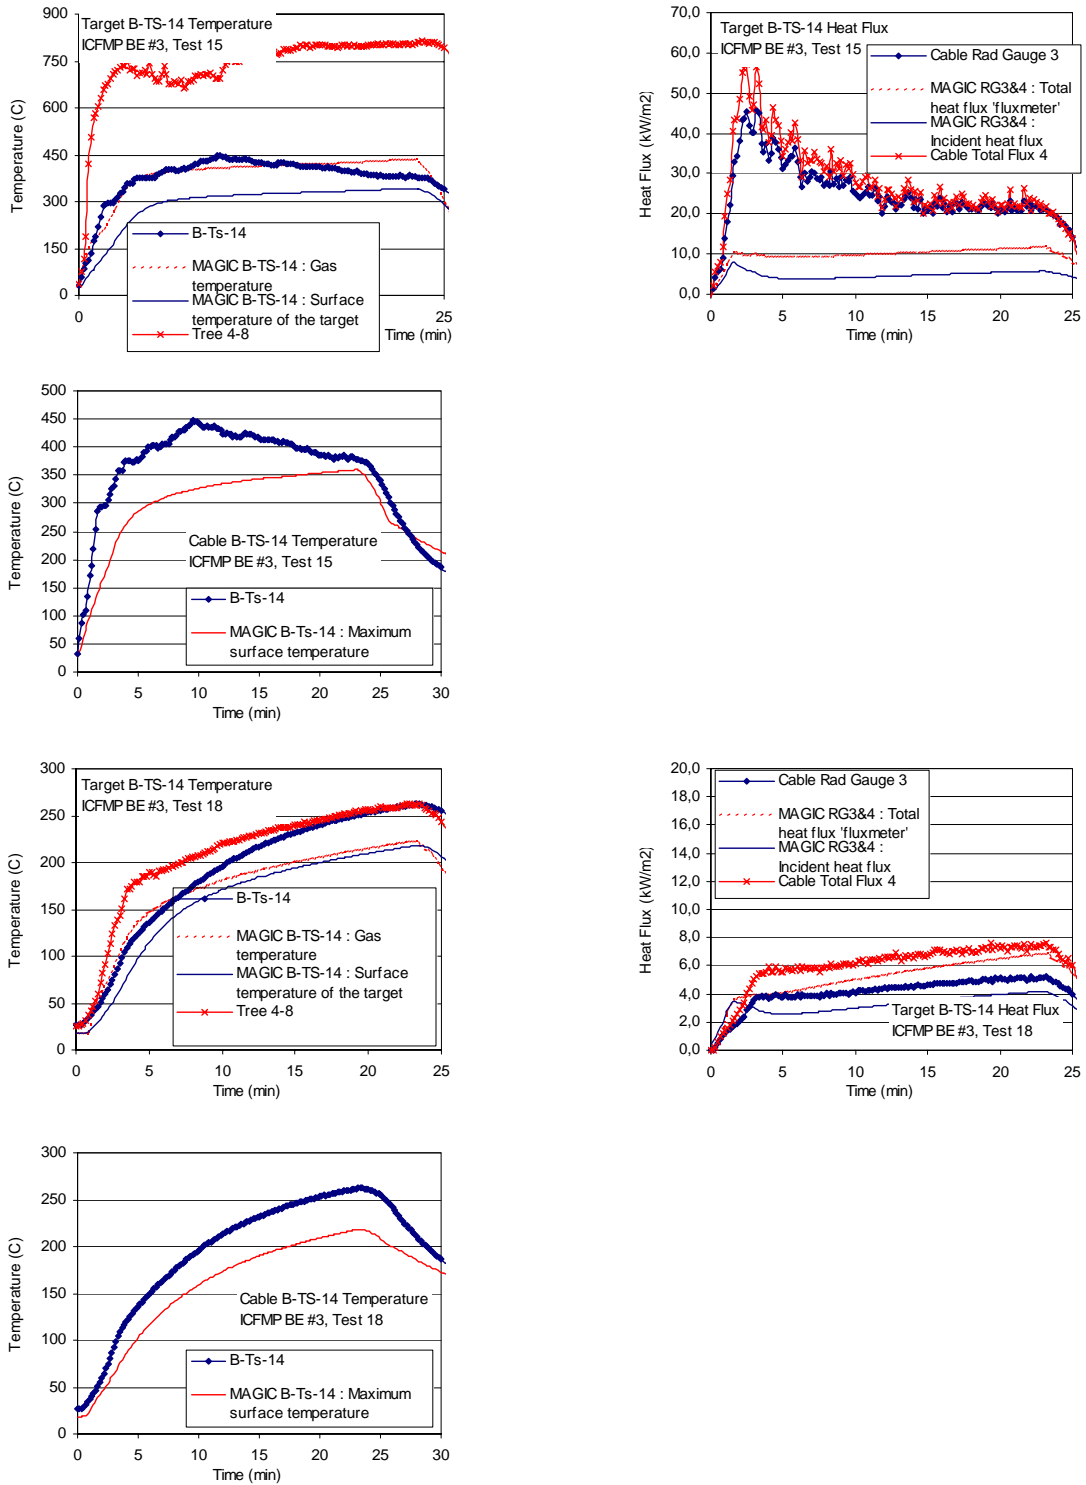 900
750
600
450
300
150
0
Temperature (C)
Target B-TS-14 Temperature
ICFMP BE #3, Test 15
B-Ts-14
MAGIC B-TS-14 : Gas
temperature
MAGIC B-TS-14 : Surface
temperature of the target
Tree 4-8
0
25
Time (min)
70,0
60,0
50,0
40,0
30,0
20,0
10,0
0,0
Heat Flux (kW/m2)
Target B-TS-14 Heat Flux
ICFMP BE #3, Test 15
Cable Rad Gauge 3
MAGIC RG3&4 : Total
heat flux 'fluxmeter'
MAGIC RG3&4 :
Incident heat flux
Cable Total Flux 4
0 5 10 15 20 25
Time (min)
500
450
400
350
300
250
200
150
100
50
0
Temperature (C)
Cable B-TS-14 Temperature
ICFMP BE #3, Test 15
B-Ts-14
MAGIC B-Ts-14 : Maximum
surface temperature
0 5 10 15 20 25 30
Time (min)
300
250
200
150
100
50
0
Temperature (C)
Target B-TS-14 Temperature
ICFMP BE #3, Test 18
B-Ts-14
MAGIC B-TS-14 : Gas
temperature
MAGIC B-TS-14 : Surface
temperature of the target
Tree 4-8
0 5 10 15 20 25
Time (min)
20,0
18,0
16,0
14,0
12,0
10,0
8,0
6,0
4,0
2,0
0,0
Heat Flux (kW/m2)
Cable Rad Gauge 3
MAGIC RG3&4 : Total
heat flux 'fluxmeter'
MAGIC RG3&4 :
Incident heat flux
Cable Total Flux 4
Target B-TS-14 Heat Flux
ICFMP BE #3, Test 18
0 5 10 15 20 25
Time (min)
300
250
200
150
100
50
0
Temperature (C)
Cable B-TS-14 Temperature
ICFMP BE #3, Test 18
B-Ts-14
MAGIC B-Ts-14 : Maximum
surface temperature
0 5 10 15 20 25 30
Time (min)